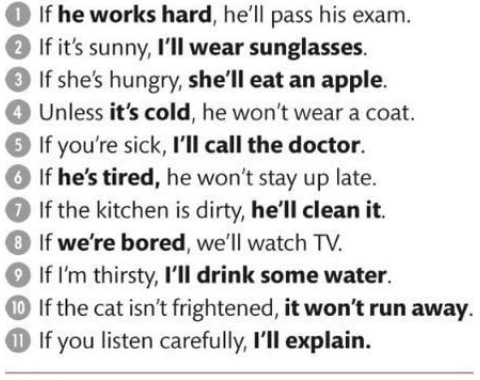 1 If he works hard, he'll pass his exam.
2 If it's sunny, I'll wear sunglasses.
3 If she's hungry, she'll eat an apple.
4 Unless it's cold, he won't wear a coat.
5 If you're sick, I'll call the doctor.
6 If he's tired, he won't stay up late.
7 If the kitchen is dirty, he'll clean it.
8 If we're bored, we'll watch TV.
9 If I'm thirsty, I'll drink some water.
10 If the cat isn't frightened, it won't run away.
11 If you listen carefully, I'll explain.